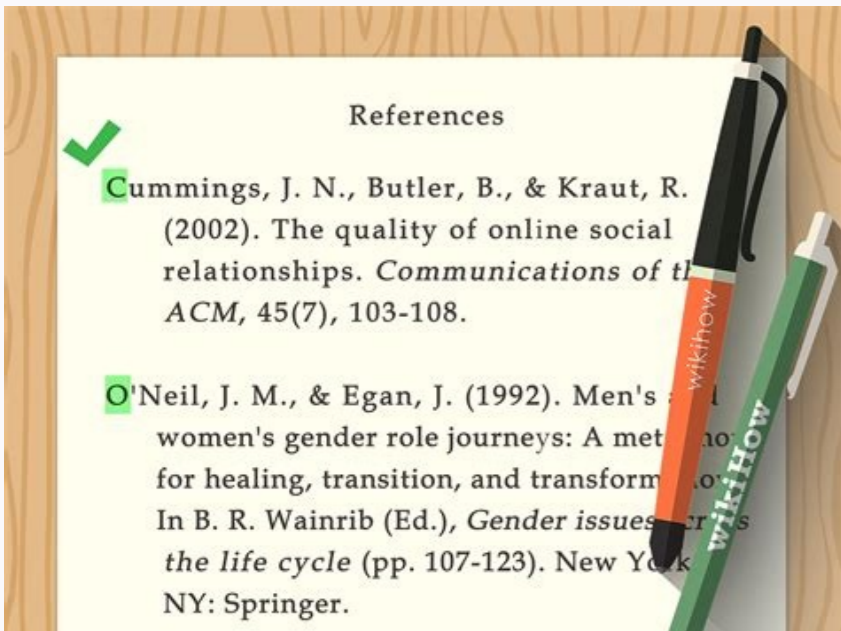 References
Cummings, J. N., Butler, B., & Kraut, R.
(2002). The quality of online social
relationships. Communications of
ACM, 45(7), 103-108.
O'Neil, J. M., & Egan, J. (1992). Men's
women's gender role journeys: A
for healing, transition, and
In B. R. Wainrib (Ed.), Gender issues
the life cycle (pp. 107-123). New York
NY: Springer.
wikihow
wikiHow